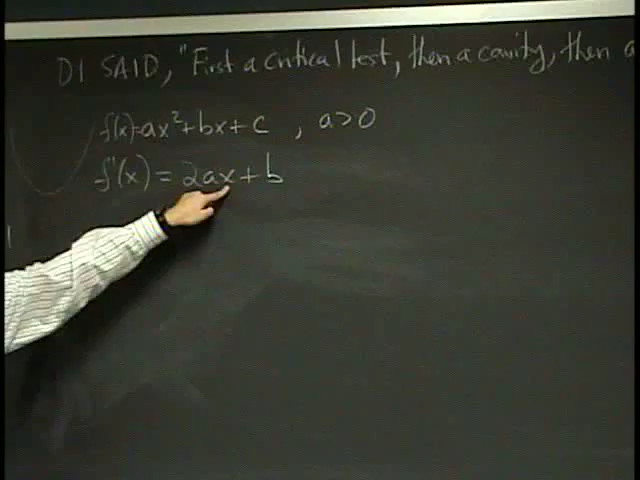 DI SAID, "First a critical test, then a cavity, then a
f(x)=ax²+bx+c , a>0
f'(x) = 2ax+b